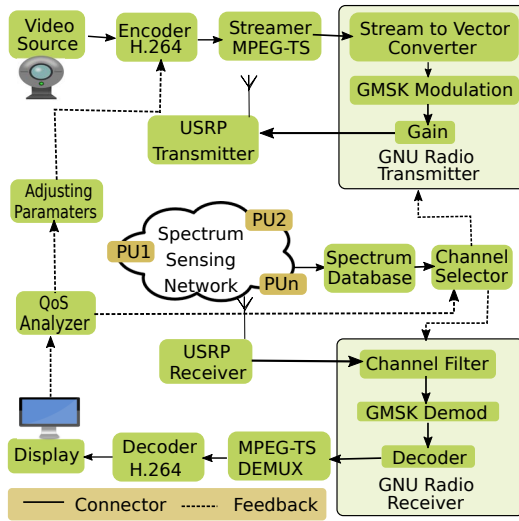 Video
Source
Encoder
H.264
Streamer
MPEG-TS
Stream to Vector
Converter
GMSK Modulation
Gain
GNU Radio
Transmitter
USRP
Transmitter
Adjusting
Paramaters
PU1
PU2
PUn
Spectrum
Sensing
Network
Spectrum
Database
Channel
Selector
QoS
Analyzer
USRP
Receiver
Channel Filter
GMSK Demod
Decoder
GNU Radio
Receiver
MPEG-TS
DEMUX
Decoder
H.264
Display
Connector
Feedback